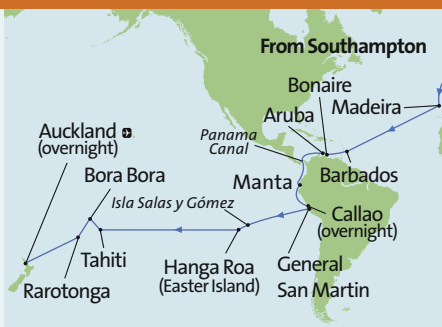 From Southampton
Bonaire
Madeira
Aruba
Panama
Canal
Auckland
(overnight)
Bora Bora
Manta
Barbados
Isla Salas y Gómez
Callao
(overnight)
Tahiti
Hanga Roa
(Easter Island)
General
San Martin
Rarotonga